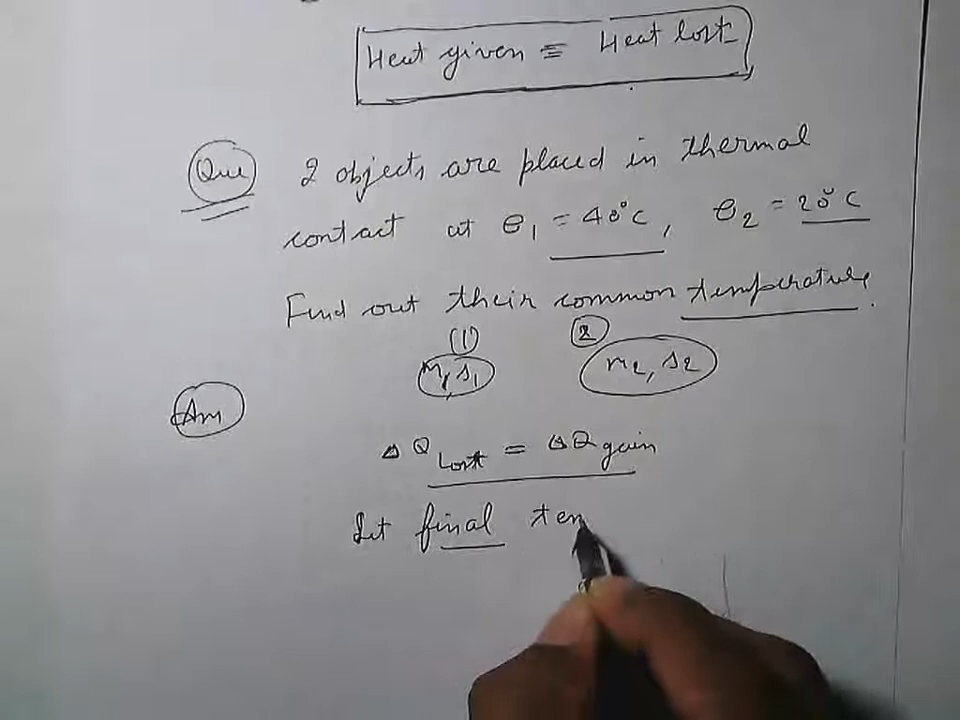 Heat given = Heat lost
Que 2 objects are placed in thermal
contact at θ₁ = 40°C, θ₂ = 20°C
Find out their common temperature.
(1) 2
m₁, s₁ m₂, s₂
Ans
ΔQ Lost = ΔQ gain
Let final tem